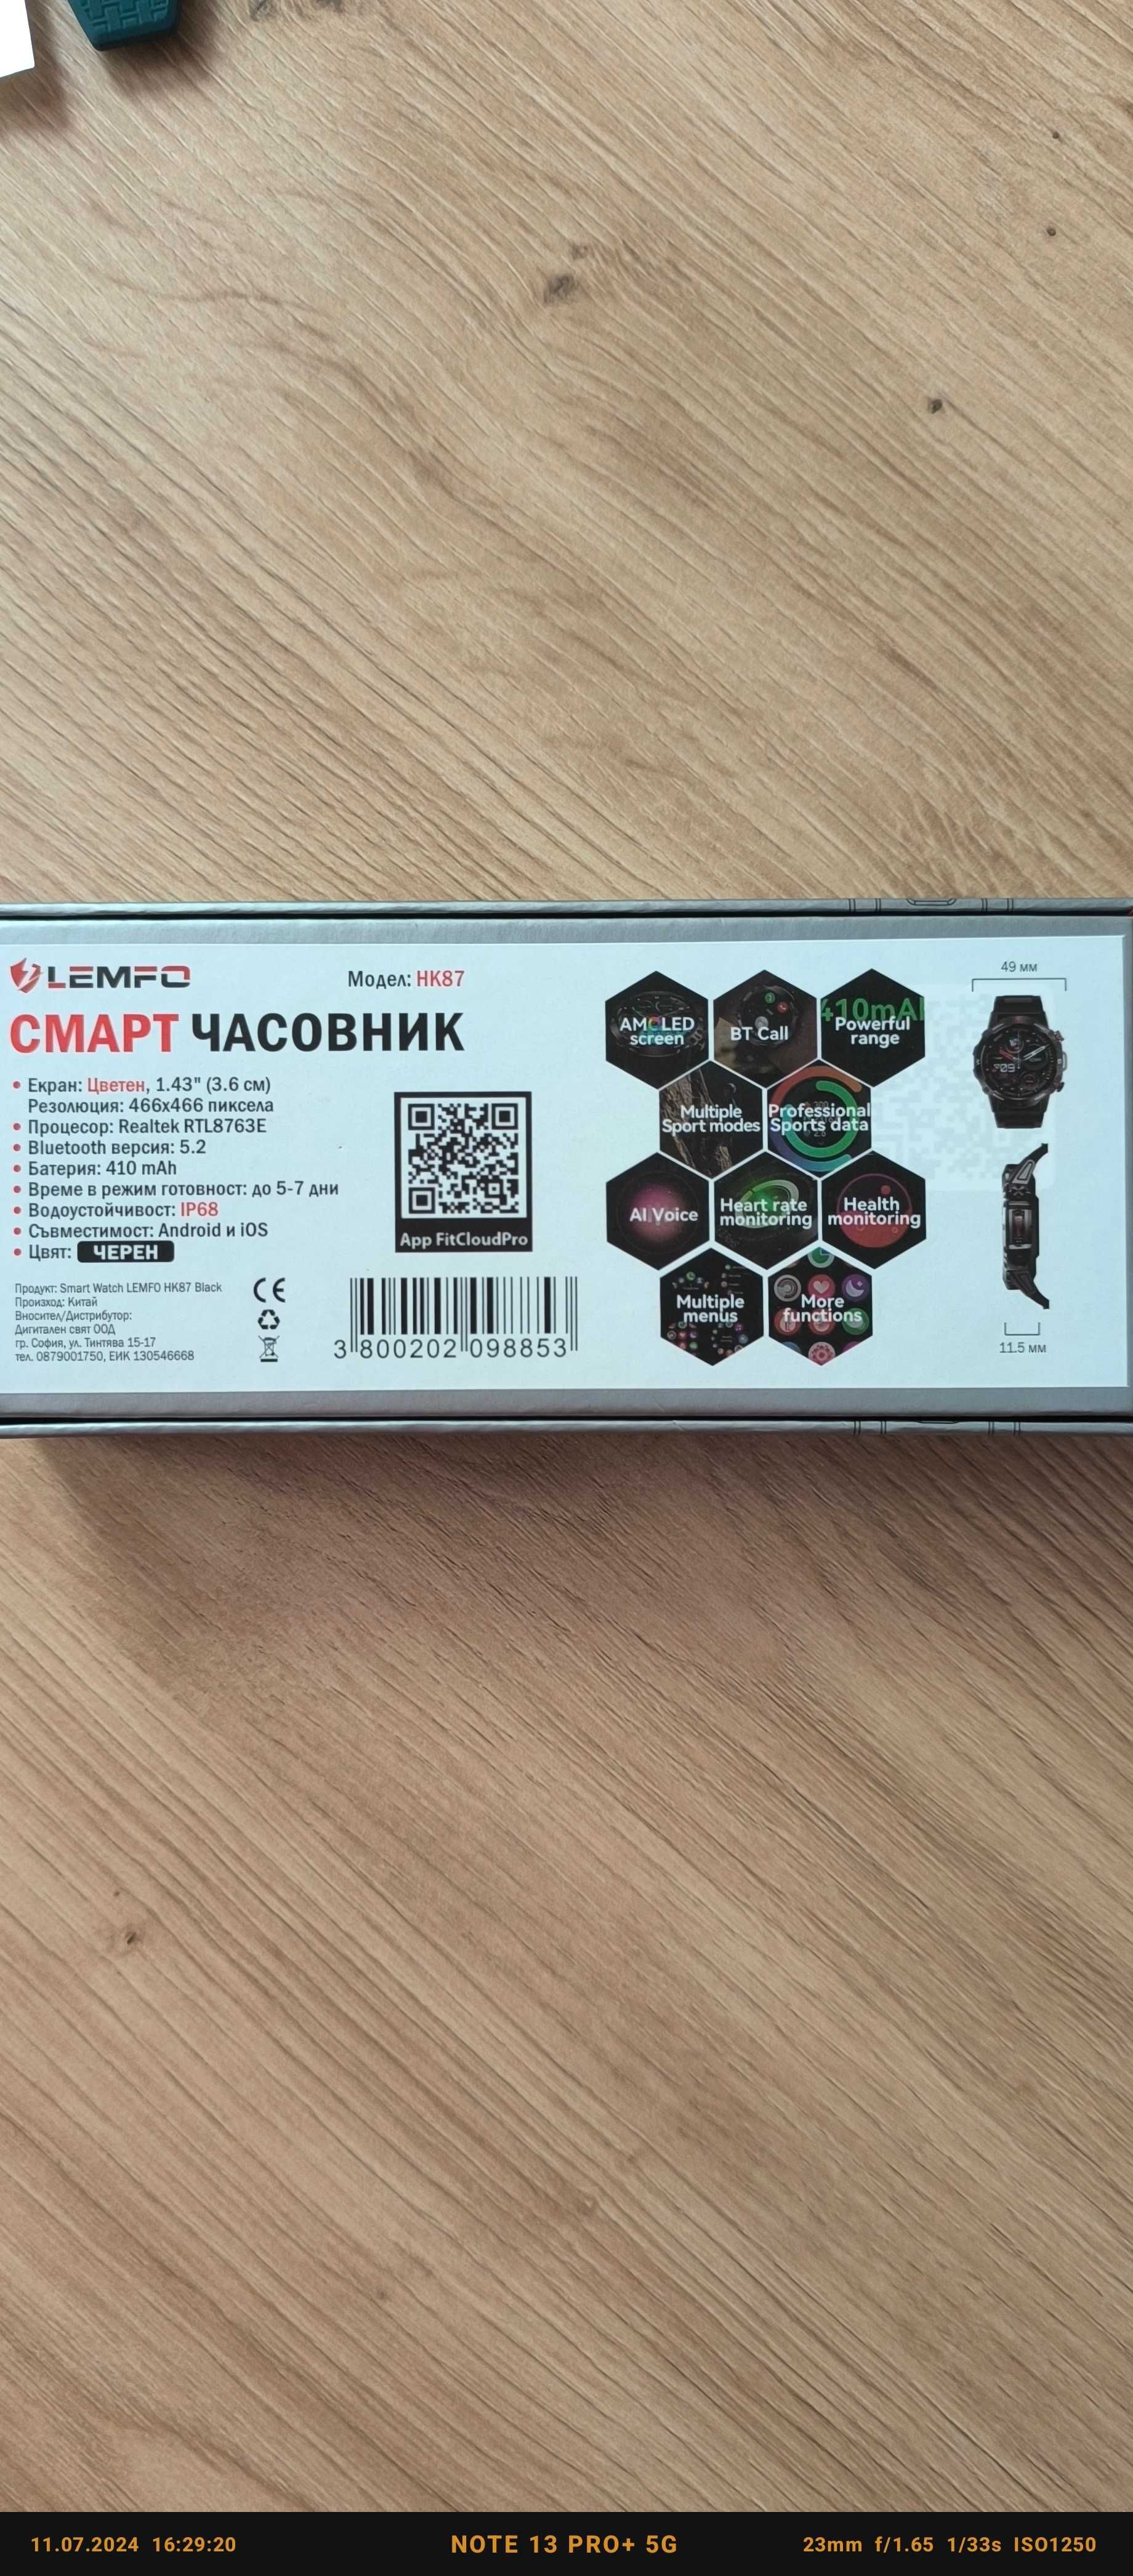 LEMFO
Модел: HK87
СМАРТ ЧАСОВНИК
• Екран: Цветен, 1.43" (3.6 см)
Резолюция: 466x466 пиксела
• Процесор: Realtek RTL8763E
• Bluetooth версия: 5.2
• Батерия: 410 mAh
• Време в режим готовност: до 5-7 дни
• Водоустойчивост: IP68
• Съвместимост: Android и iOS
• Цвят: ЧЕРЕН
App FitCloudPro
Продукт: Smart Watch LEMFO HK87 Black
Произход: Китай
Вносител/Дистрибутор:
Дигитален свят ООД
гр. София, ул. Тинтява 15-17
тел. 0879001750, ЕИК 130546668
CE
3 800202 098853
AMOLED
screen
BT Call
410mAh
Powerful
range
Multiple
Sport modes
Professional
Sports data
AI Voice
Heart rate
monitoring
Health
monitoring
Multiple
menus
More
functions
49 мм
11.5 мм
11.07.2024 16:29:20
NOTE 13 PRO+ 5G
23mm f/1.65 1/33s ISO1250